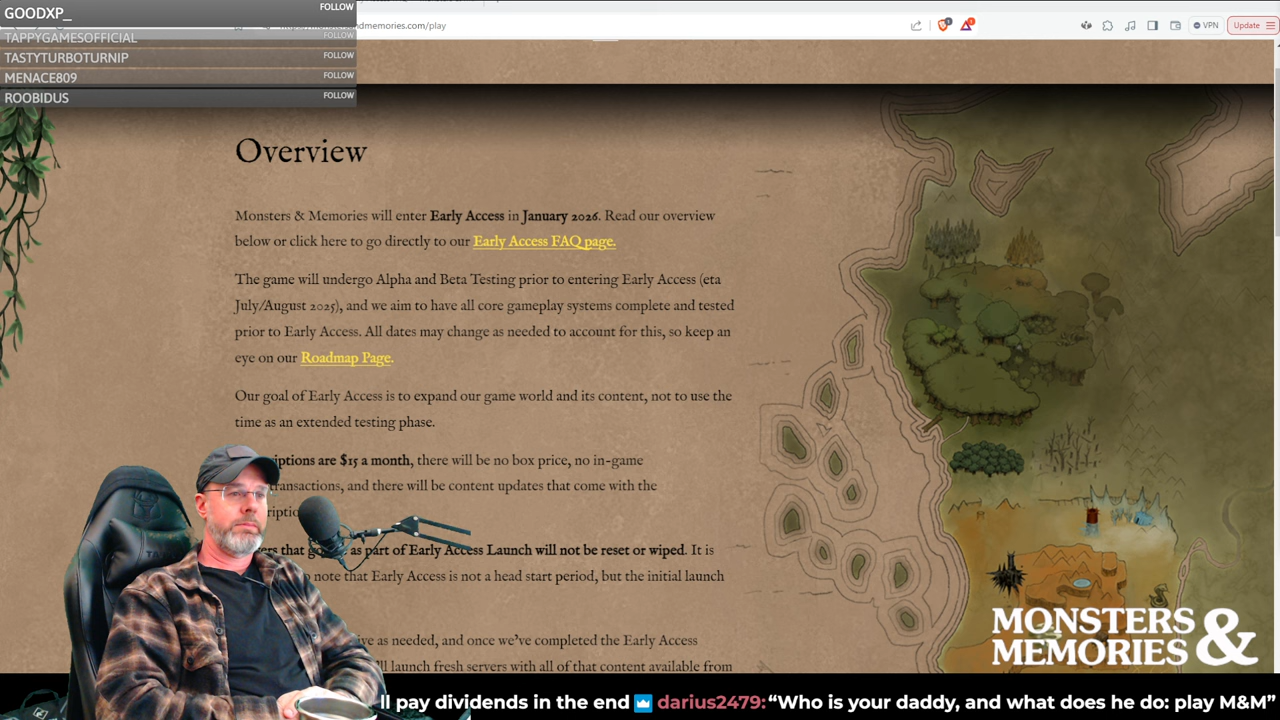 GOODXP_ FOLLOW
TAPPYGAMESOFFICIAL FOLLOW
TASTYTURBOTURNIP FOLLOW
MENACE809 FOLLOW
ROOBIDUS FOLLOW
ndmemories.com/play
VPN
Update
Overview
Monsters & Memories will enter Early Access in January 2026. Read our overview
below or click here to go directly to our Early Access FAQ page.
The game will undergo Alpha and Beta Testing prior to entering Early Access (eta
July/August 2025), and we aim to have all core gameplay systems complete and tested
prior to Early Access. All dates may change as needed to account for this, so keep an
eye on our Roadmap Page.
Our goal of Early Access is to expand our game world and its content, not to use the
time as an extended testing phase.
iptions are $15 a month, there will be no box price, no in-game
transactions, and there will be content updates that come with the
as part of Early Access Launch will not be reset or wiped. It is
note that Early Access is not a head start period, but the initial launch
as needed, and once we've completed the Early Access
launch fresh servers with all of that content available from
MONSTERS &
MEMORIES
ll pay dividends in the end darius2479: "Who is your daddy, and what does he do: play M&M"